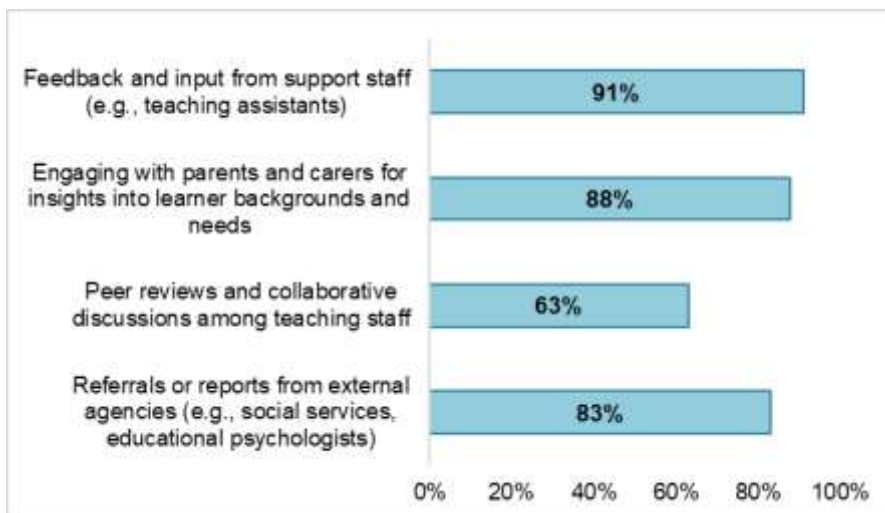 Feedback and input from support staff
(e.g., teaching assistants)
91%
Engaging with parents and carers for
insights into learner backgrounds and
needs
88%
Peer reviews and collaborative
discussions among teaching staff
63%
Referrals or reports from external
agencies (e.g., social services,
educational psychologists)
83%
0% 20% 40% 60% 80% 100%